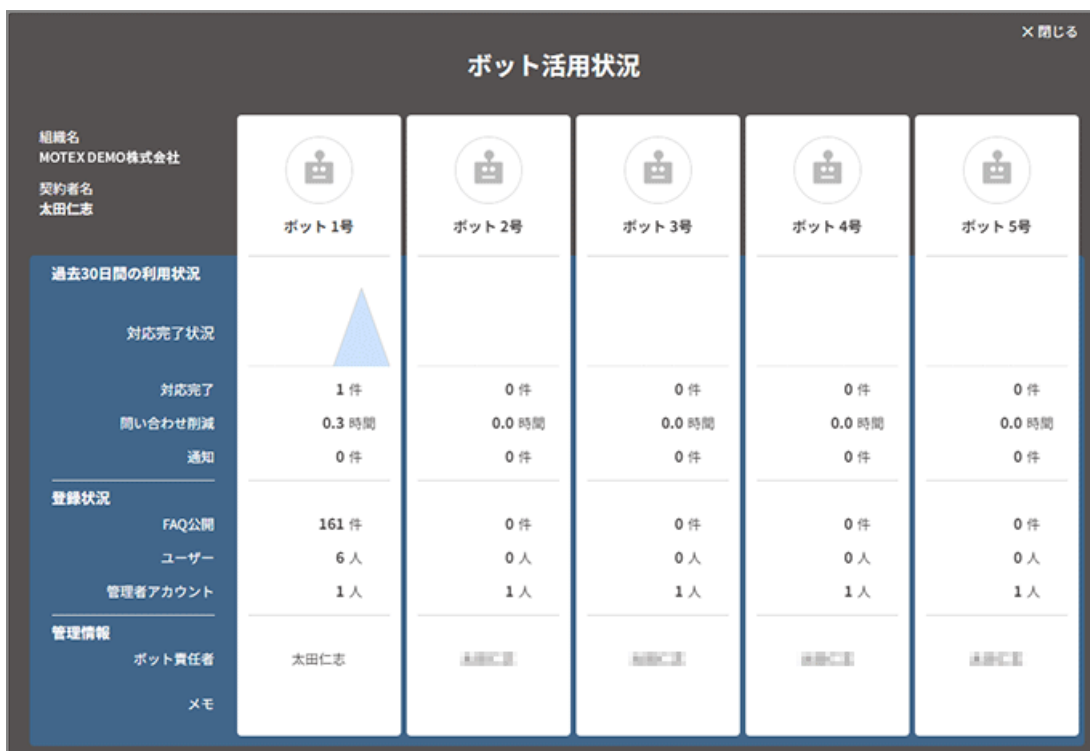 ×閉じる
ボット活用状況
組織名
MOTEX DEMO株式会社
契約者名
太田仁志
ボット 1号 ボット 2号 ボット 3号 ボット 4号 ボット 5号
過去30日間の利用状況
対応完了状況
対応完了 1 件 0 件 0 件 0 件 0 件
問い合わせ削減 0.3 時間 0.0 時間 0.0 時間 0.0 時間 0.0 時間
通知 0 件 0 件 0 件 0 件 0 件
登録状況
FAQ公開 161 件 0 件 0 件 0 件 0 件
ユーザー 6 人 0 人 0 人 0 人 0 人
管理者アカウント 1 人 1 人 1 人 1 人 1 人
管理情報
ボット責任者 太田仁志
メモ